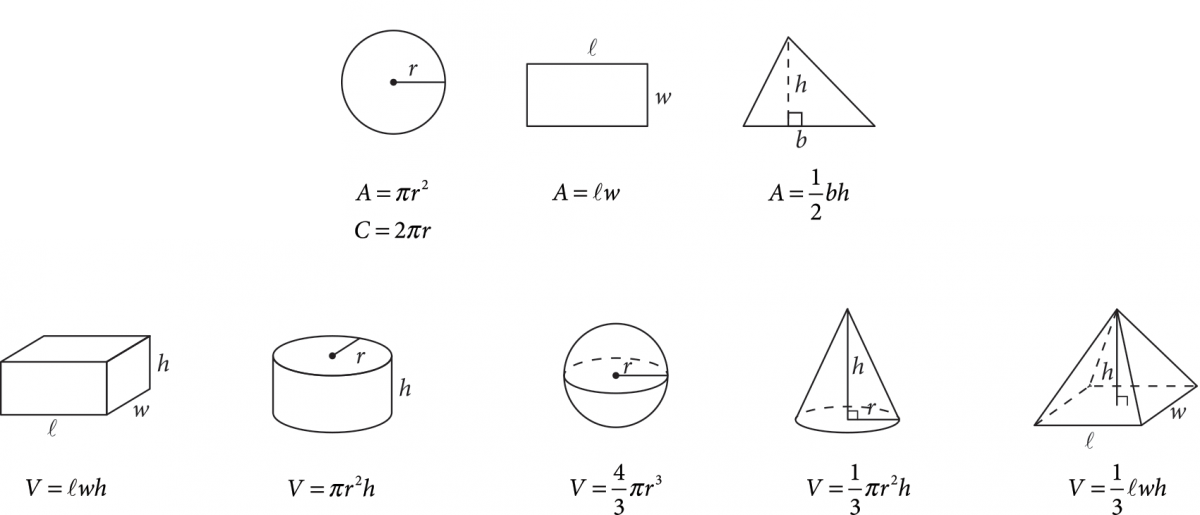 r
ℓ
w
h
b
A = πr²
C = 2πr
A = ℓw
A = 1/2 bh
h
w
ℓ
r
h
r
h
r
h
w
ℓ
V = ℓwh
V = πr²h
V = 4/3 πr³
V = 1/3 πr²h
V = 1/3 ℓwh